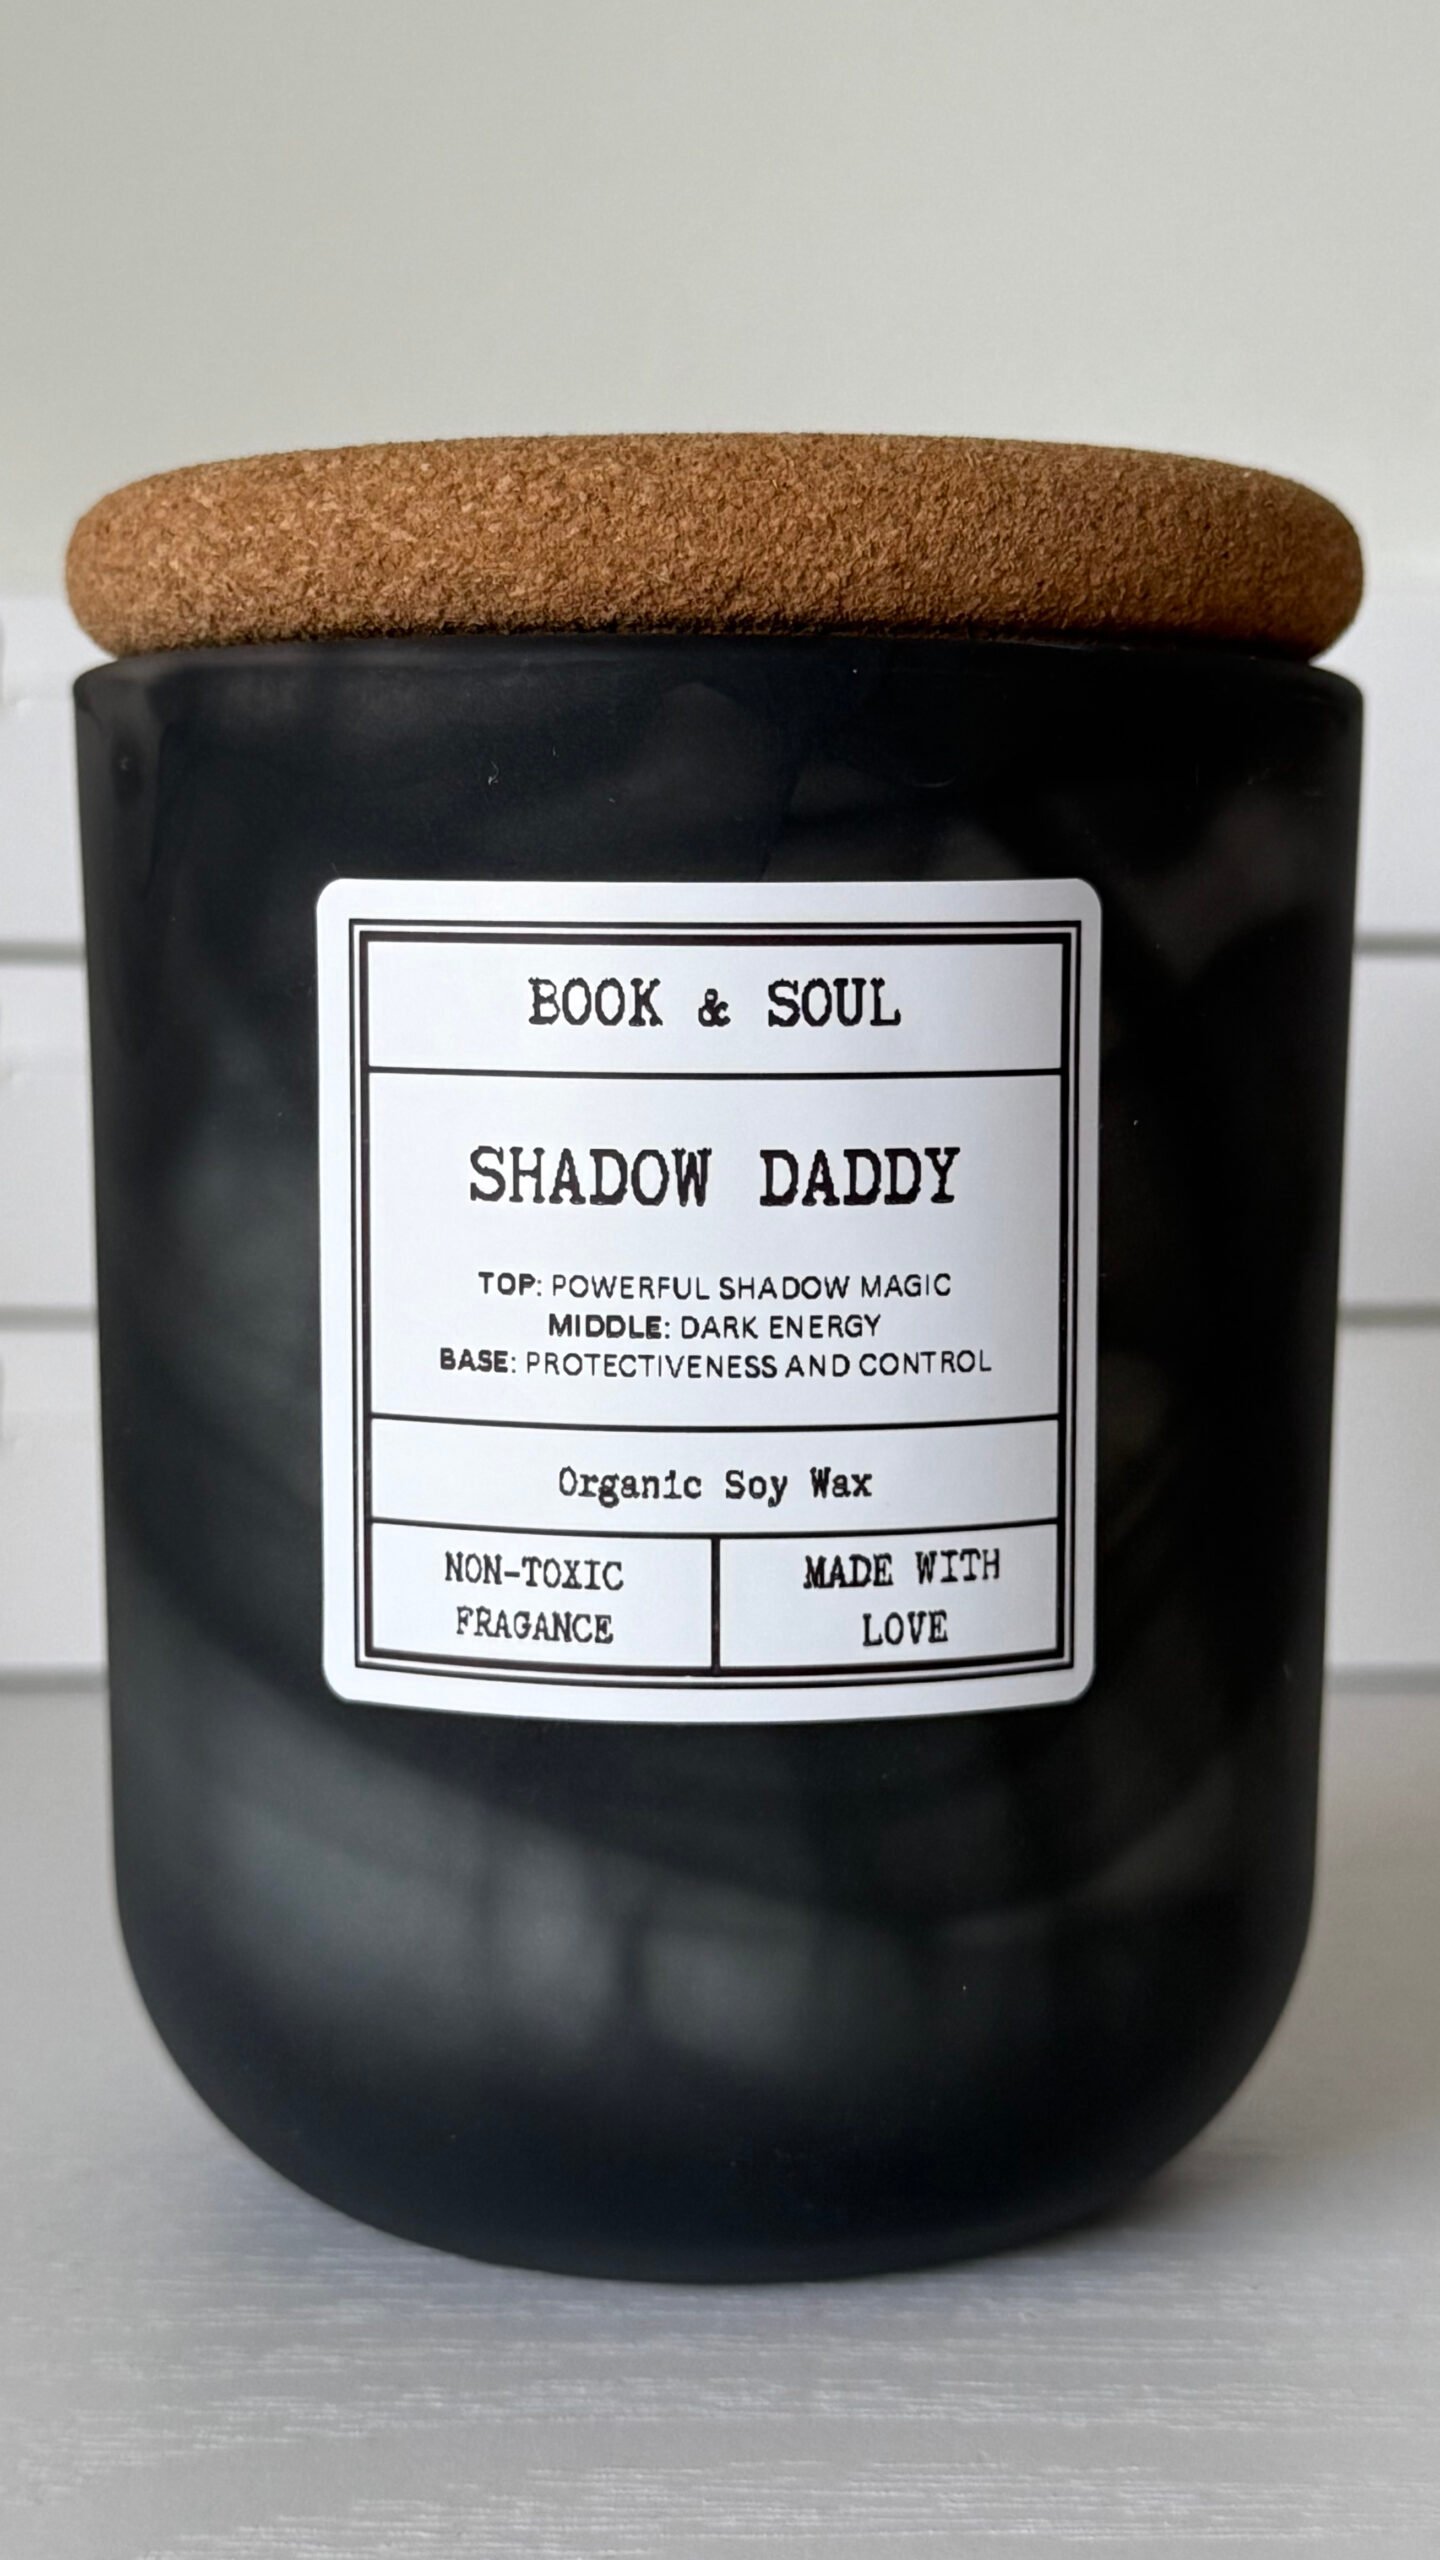 BOOK & SOUL
SHADOW DADDY
TOP: POWERFUL SHADOW MAGIC
MIDDLE: DARK ENERGY
BASE: PROTECTIVENESS AND CONTROL
Organic Soy Wax
NON-TOXIC
FRAGANCE
MADE WITH
LOVE